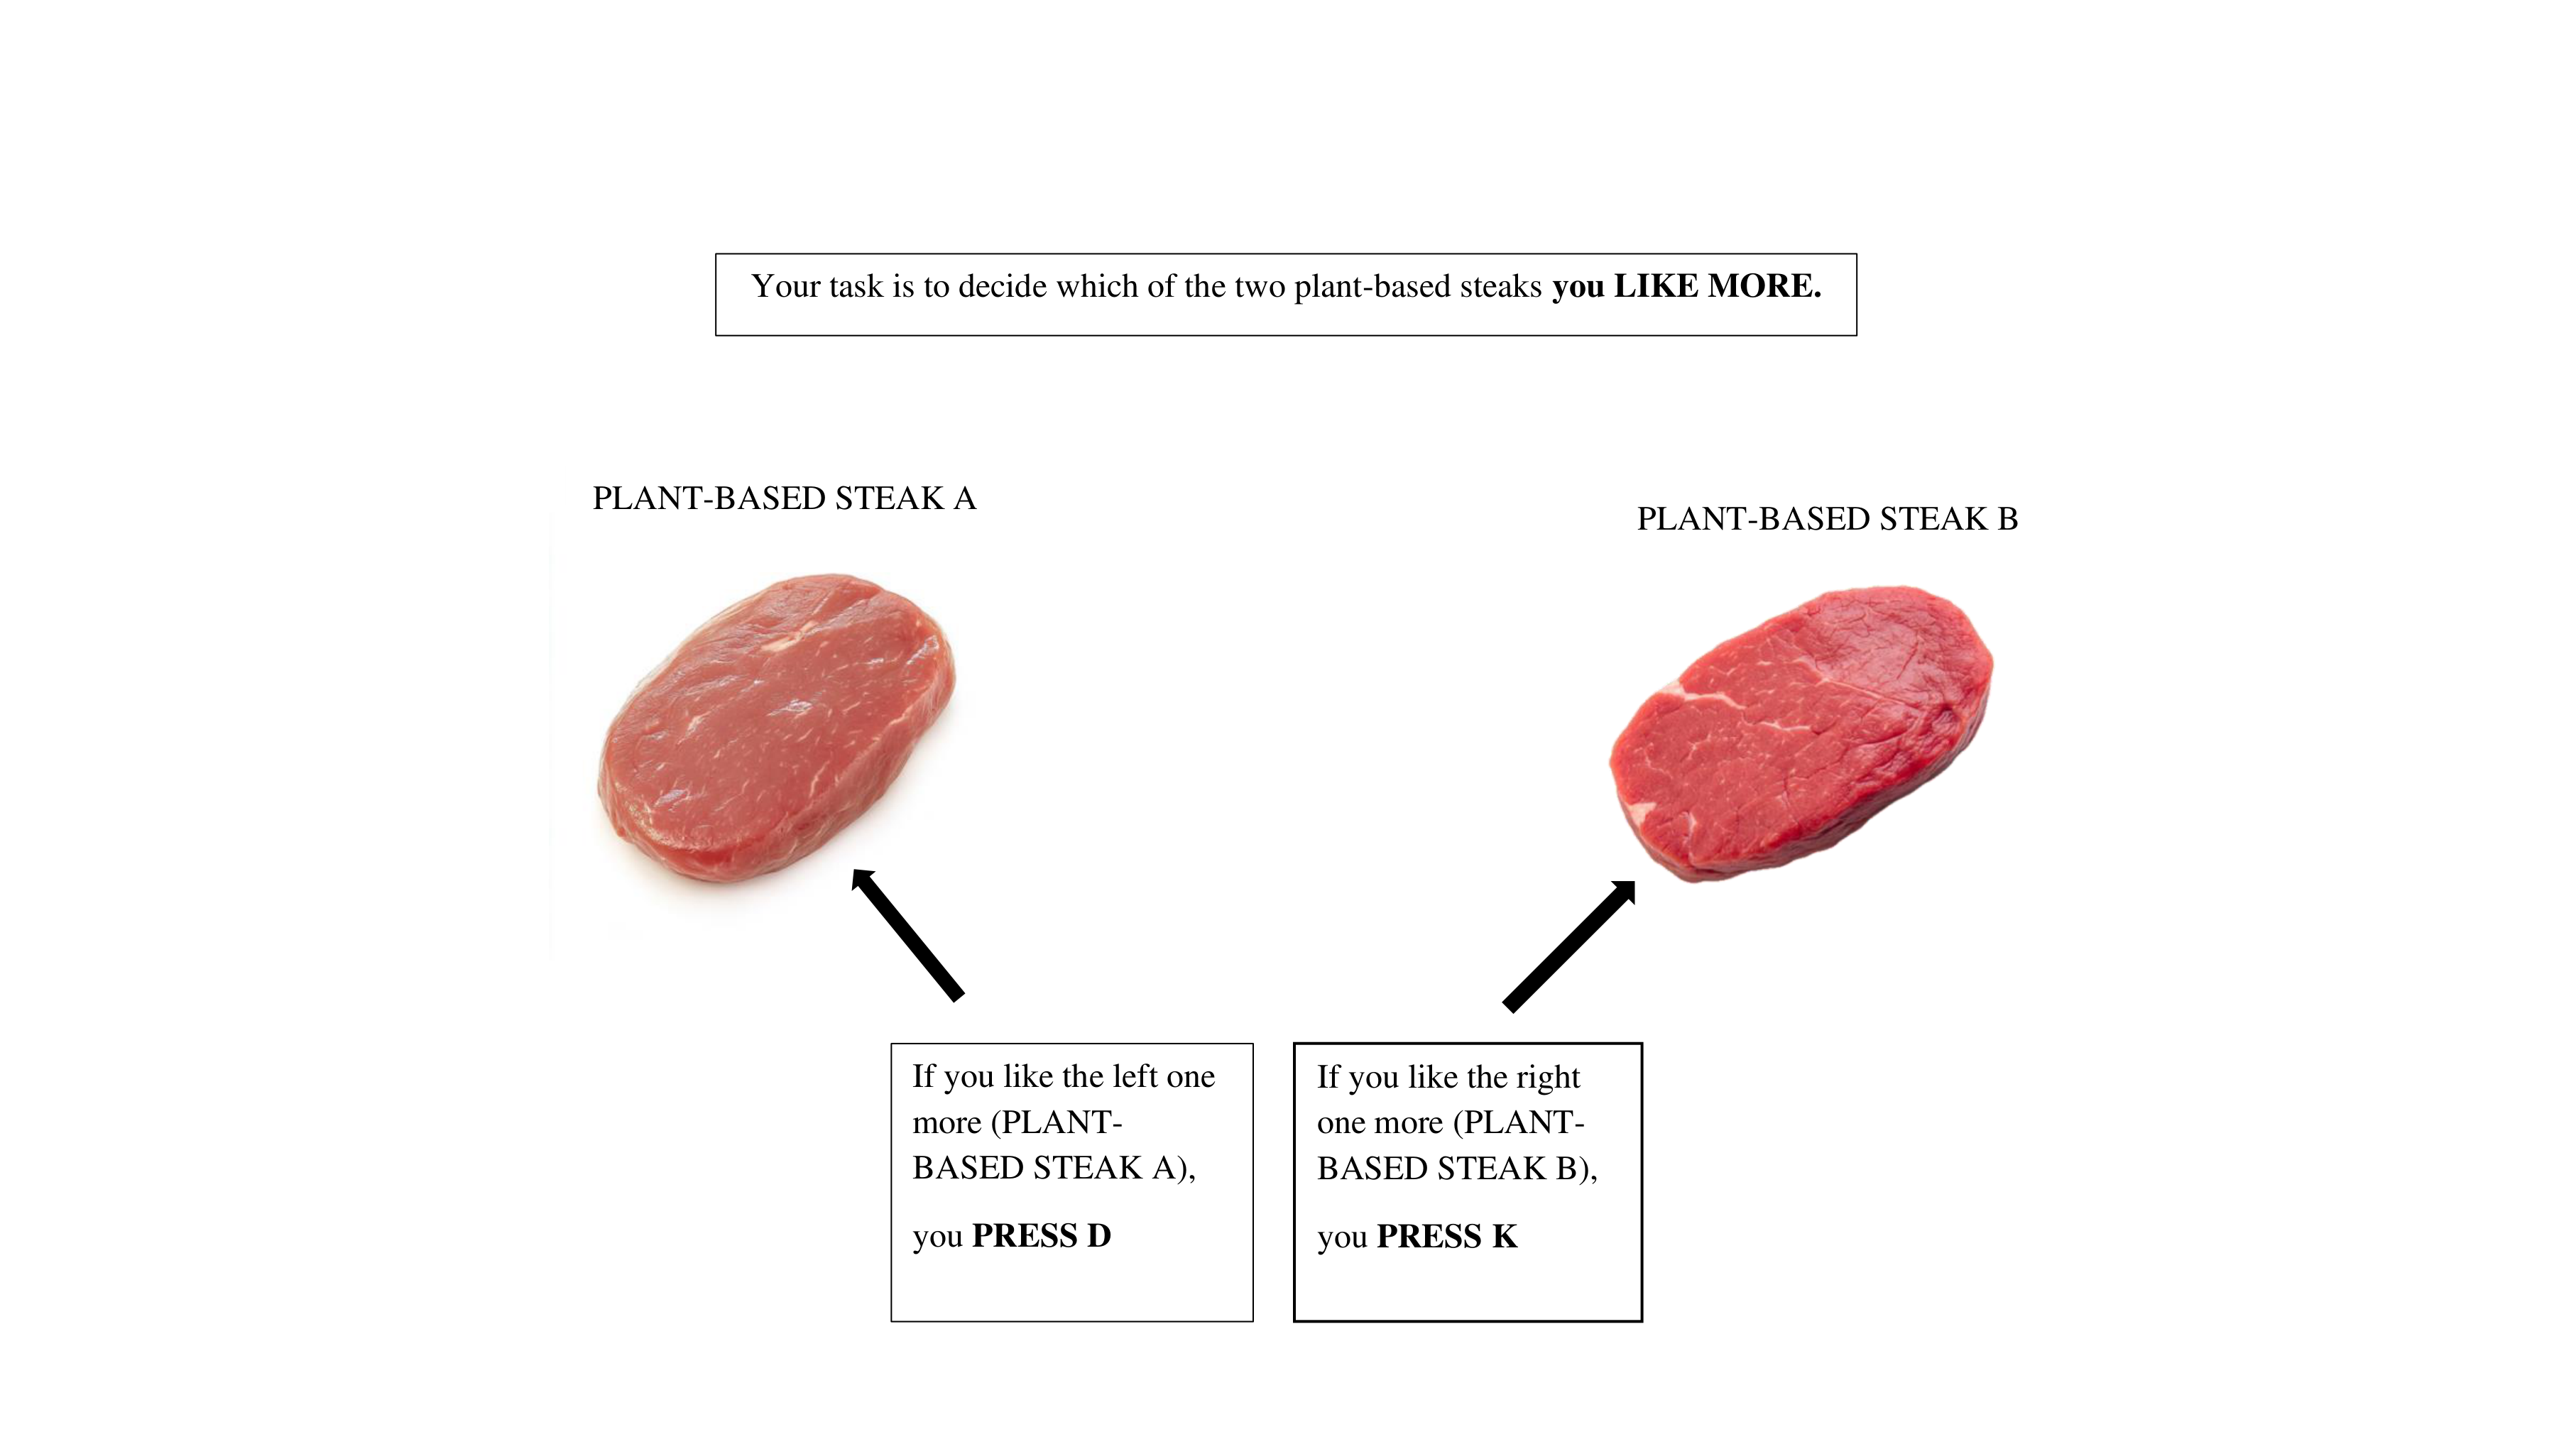 Your task is to decide which of the two plant-based steaks you LIKE MORE.
PLANT-BASED STEAK A
PLANT-BASED STEAK B
If you like the left one
more (PLANT-
BASED STEAK A),
you PRESS D
If you like the right
one more (PLANT-
BASED STEAK B),
you PRESS K